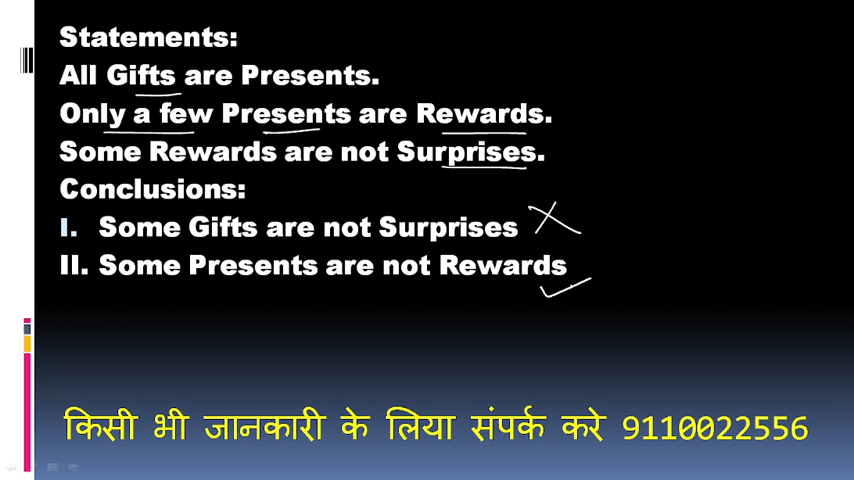 Statements:
All Gifts are Presents.
Only a few Presents are Rewards.
Some Rewards are not Surprises.
Conclusions:
I. Some Gifts are not Surprises
II. Some Presents are not Rewards
किसी भी जानकारी के लिया संपर्क करे 9110022556